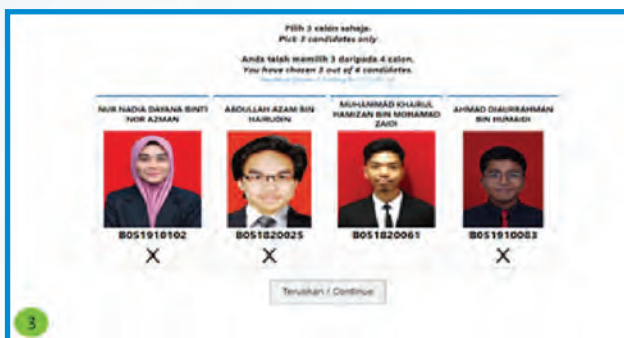 Pilih 3 calon sahaja.
Pick 3 candidates only
Anda telah memilih 3 daripada 4 calon.
You have chosen 3 out of 4 candidates.
NUR NADIA DAYANA BINTI
NOR AZMAN
ABDULLAH AZAM BIN
HAIRUDIN
MUHAMMAD KHAIRUL
HAMIZAN BIN MOHAMAD
ZAIDI
AHMAD DIAURRAHMAN
BIN HUMAIDI
B051910102
B051820025
B051820061
B051910083
X
X
X
Teruskan / Continue
3